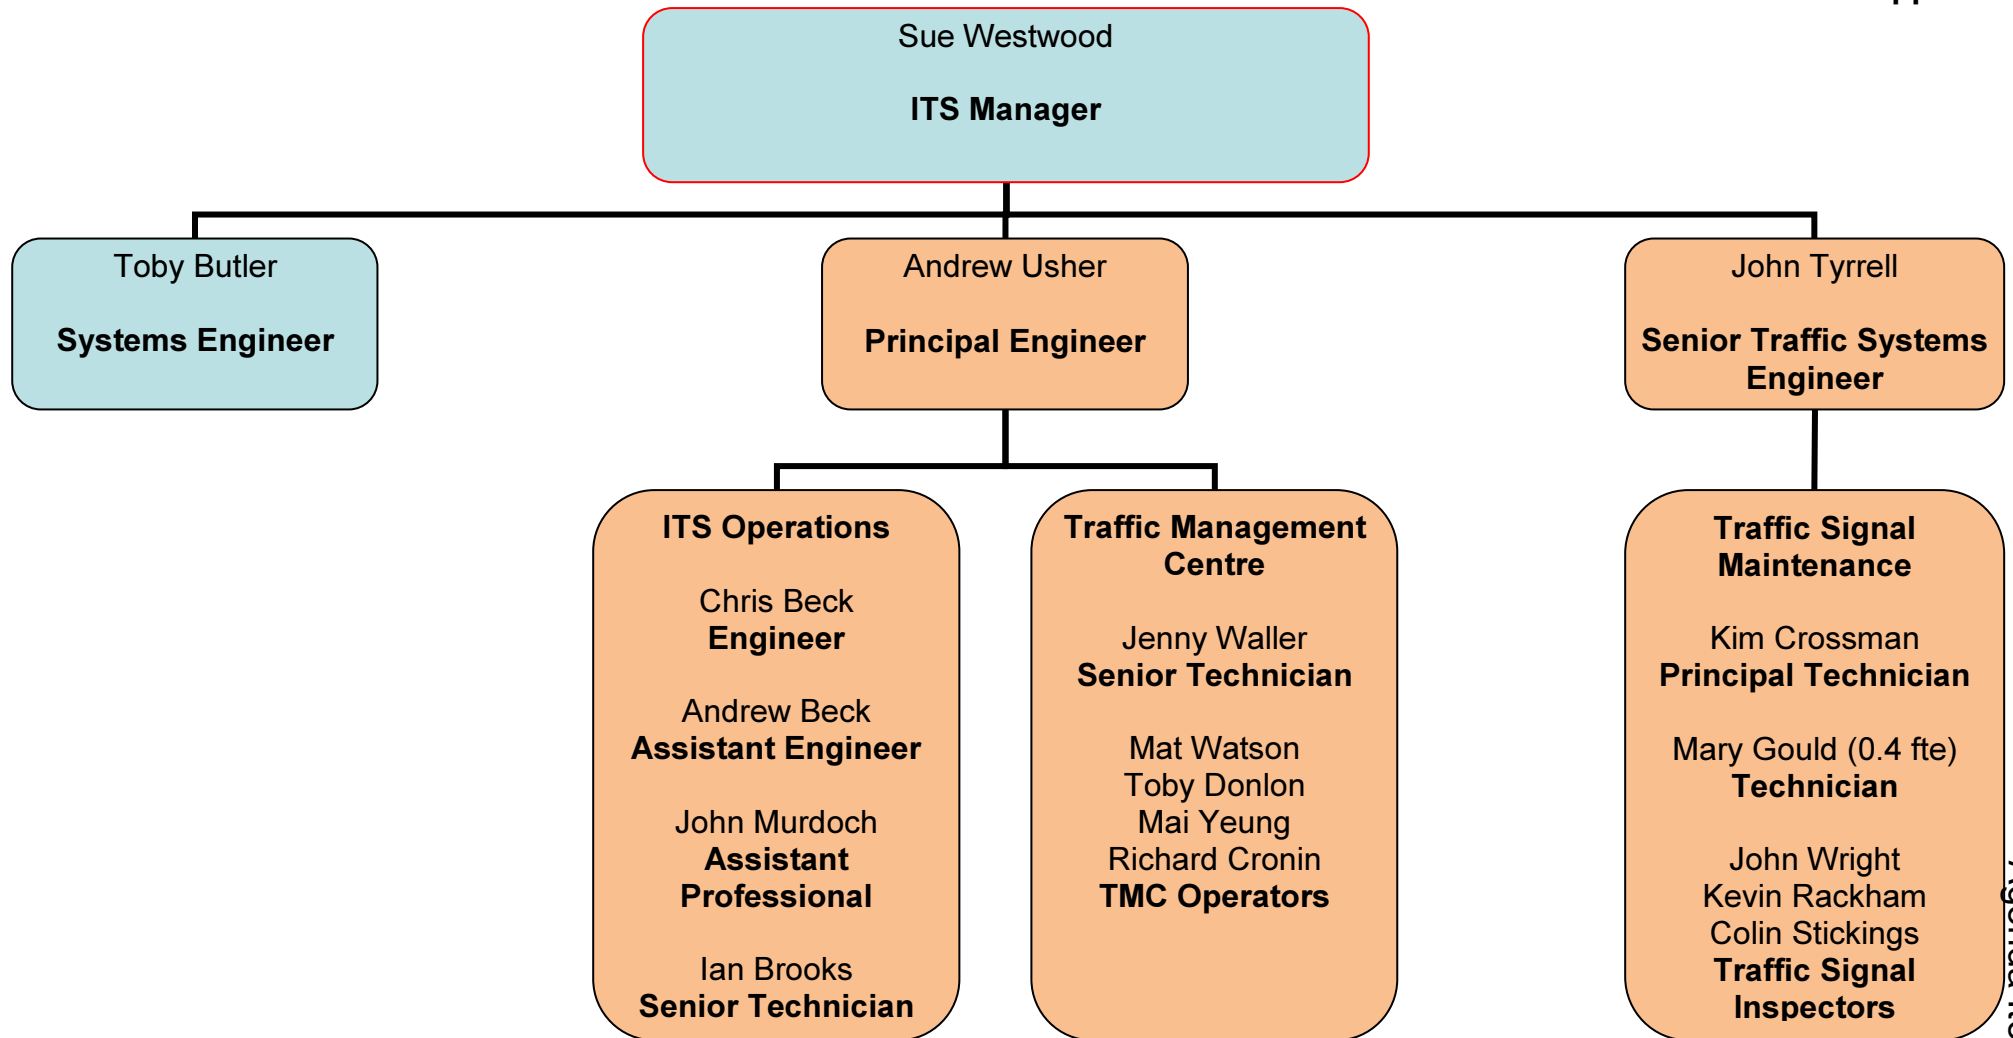 Sue Westwood
ITS Manager
Toby Butler
Systems Engineer
Andrew Usher
Principal Engineer
John Tyrrell
Senior Traffic Systems
Engineer
ITS Operations
Chris Beck
Engineer
Andrew Beck
Assistant Engineer
John Murdoch
Assistant
Professional
Ian Brooks
Senior Technician
Traffic Management
Centre
Jenny Waller
Senior Technician
Mat Watson
Toby Donlon
Mai Yeung
Richard Cronin
TMC Operators
Traffic Signal
Maintenance
Kim Crossman
Principal Technician
Mary Gould (0.4 fte)
Technician
John Wright
Kevin Rackham
Colin Stickings
Traffic Signal
Inspectors